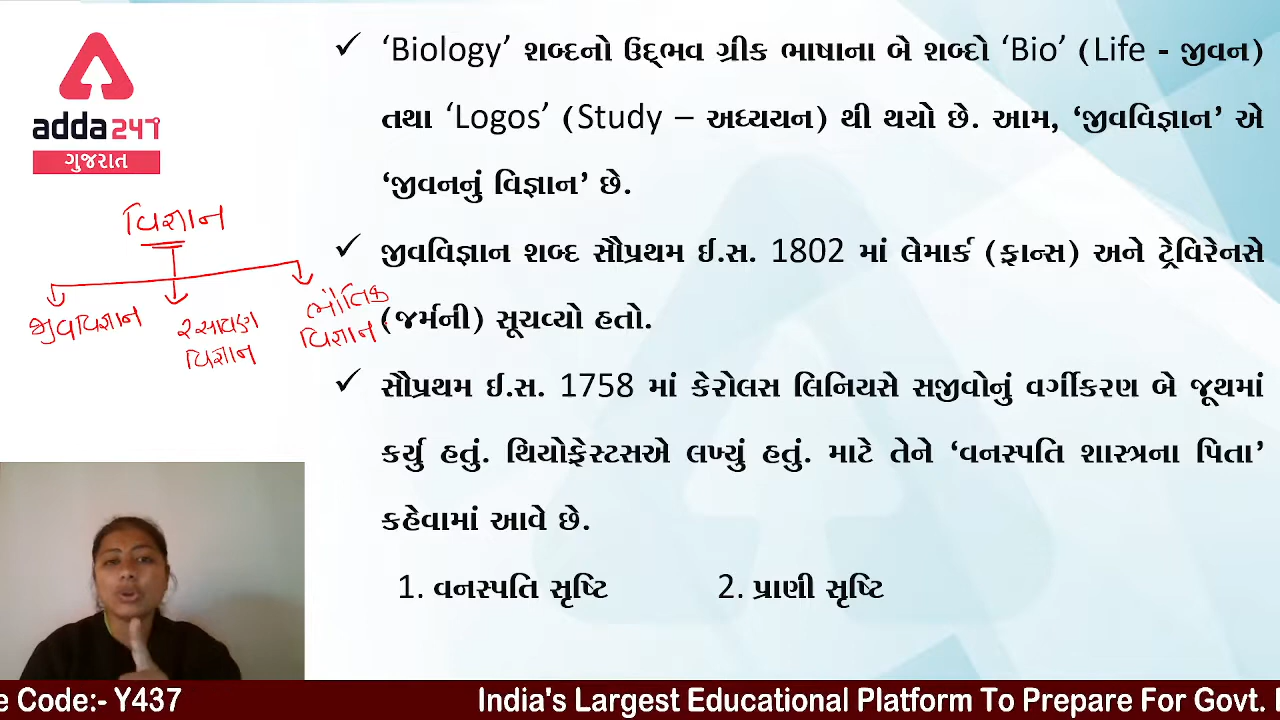 adda247
ગુજરાત
વિજ્ઞાન
જીવવિજ્ઞાન
રસાયણ
વિજ્ઞાન
ભૌતિક
વિજ્ઞાન
✓ ‘Biology’ શબ્દનો ઉદ્ભવ ગ્રીક ભાષાના બે શબ્દો ‘Bio’ (Life - જીવન)
તથા ‘Logos’ (Study – અધ્યયન) થી થયો છે. આમ, ‘જીવવિજ્ઞાન’ એ
‘જીવનનું વિજ્ઞાન’ છે.
✓ જીવવિજ્ઞાન શબ્દ સૌપ્રથમ ઈ.સ. 1802 માં લેમાર્ક (ફ્રાન્સ) અને ટ્રેવિરેનસે
(જર્મની) સૂચવ્યો હતો.
✓ સૌપ્રથમ ઈ.સ. 1758 માં કેરોલસ લિનિયસે સજીવોનું વર્ગીકરણ બે જૂથમાં
કર્યુ હતું. થિયોફ્રેસ્ટસએ લખ્યું હતું. માટે તેને ‘વનસ્પતિ શાસ્ત્રના પિતા’
કહેવામાં આવે છે.
1. વનસ્પતિ સૃષ્ટિ 2. પ્રાણી સૃષ્ટિ
e Code:- Y437 India's Largest Educational Platform To Prepare For Govt.